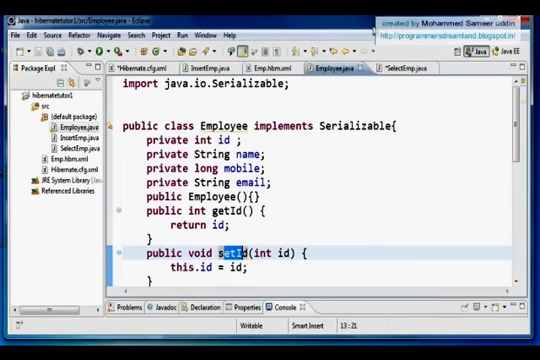 Java - hibernatetutor1/src/Employee.java - Eclipse
created by Mohammed Sameer uddin
http://programmersdreamland.blogspot.in/
File Edit Source Refactor Navigate Search Project Run Window Help
Java Java EE
Package Expl
*Hibernate.cfg.xml InsertEmp.java Emp.hbm.xml Employee.java *SelectEmp.java
hibernatetutor1
src
(default package)
Employee.java
InsertEmp.java
SelectEmp.java
Emp.hbm.xml
Hibernate.cfg.xml
JRE System Library
Referenced Libraries
import java.io.Serializable;
public class Employee implements Serializable{
private int id ;
private String name;
private long mobile;
private String email;
public Employee(){}
public int getId() {
return id;
}
public void setId(int id) {
this.id = id;
}
Problems Javadoc Declaration Properties Console
Writable Smart Insert 13 : 21